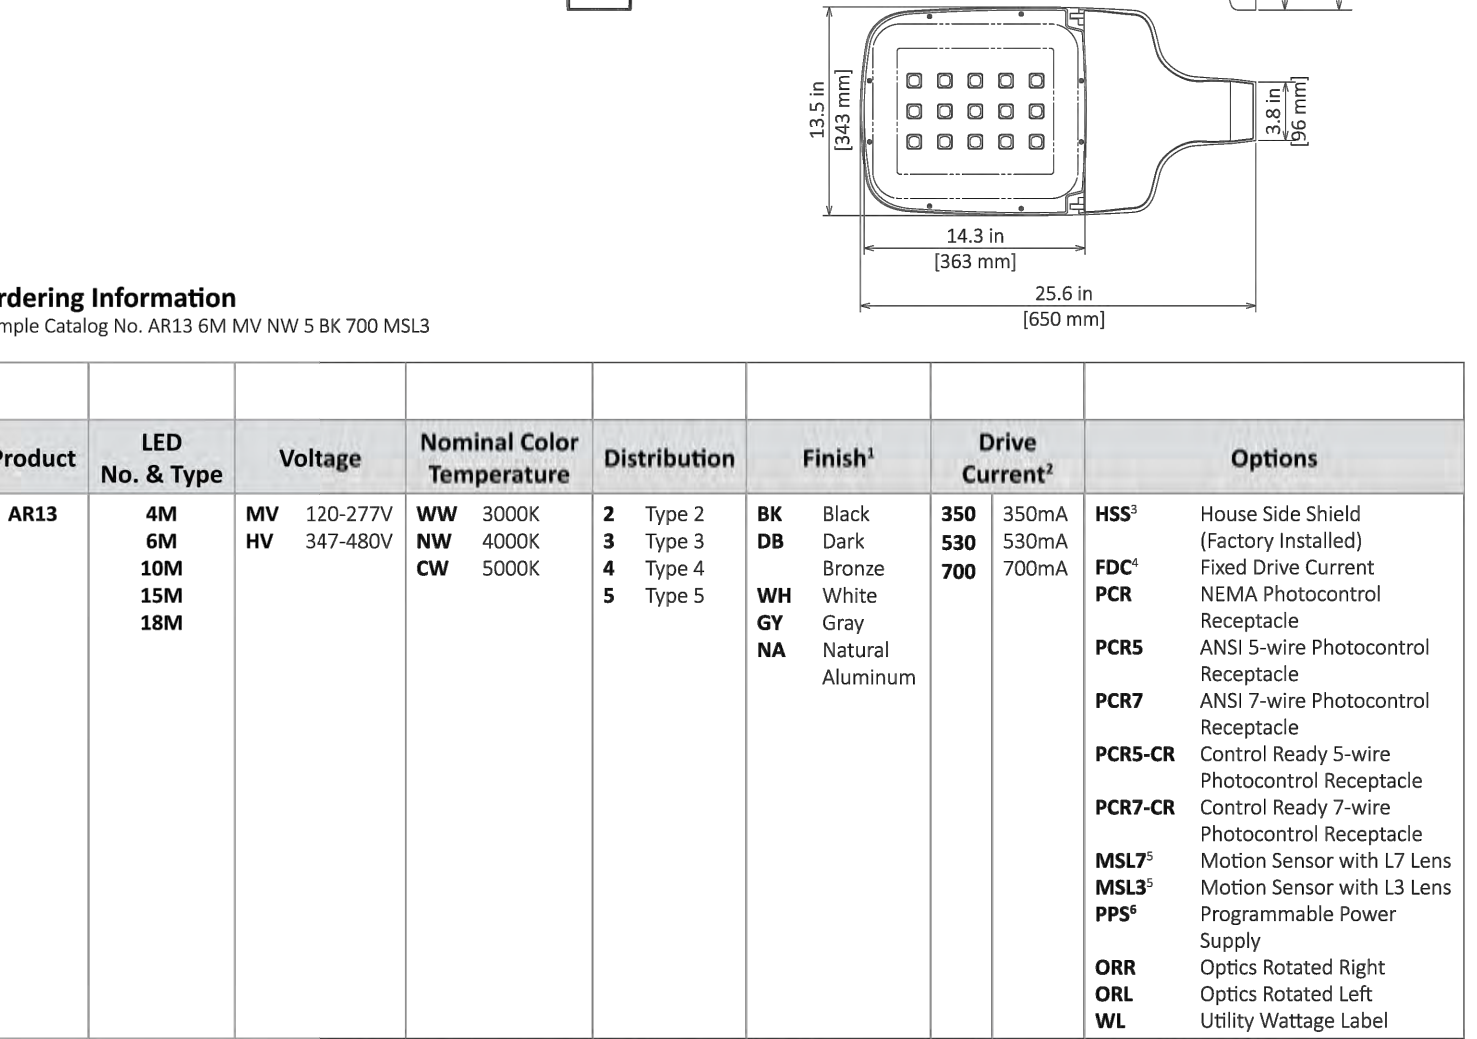 13.5 in
[343 mm]
3.8 in
[96 mm]
14.3 in
[363 mm]
25.6 in
[650 mm]
rdering Information
mple Catalog No. AR13 6M MV NW 5 BK 700 MSL3
Product
LED
No. & Type
Voltage
Nominal Color
Temperature
Distribution
Finish¹
Drive
Current²
Options
AR13
4M
6M
10M
15M
18M
MV 120-277V
HV 347-480V
WW 3000K
NW 4000K
CW 5000K
2 Type 2
3 Type 3
4 Type 4
5 Type 5
BK Black
DB Dark
Bronze
WH White
GY Gray
NA Natural
Aluminum
350 350mA
530 530mA
700 700mA
HSS³ House Side Shield
(Factory Installed)
FDC⁴ Fixed Drive Current
PCR NEMA Photocontrol
Receptacle
PCR5 ANSI 5-wire Photocontrol
Receptacle
PCR7 ANSI 7-wire Photocontrol
Receptacle
PCR5-CR Control Ready 5-wire
Photocontrol Receptacle
PCR7-CR Control Ready 7-wire
Photocontrol Receptacle
MSL7⁵ Motion Sensor with L7 Lens
MSL3⁵ Motion Sensor with L3 Lens
PPS⁶ Programmable Power
Supply
ORR Optics Rotated Right
ORL Optics Rotated Left
WL Utility Wattage Label